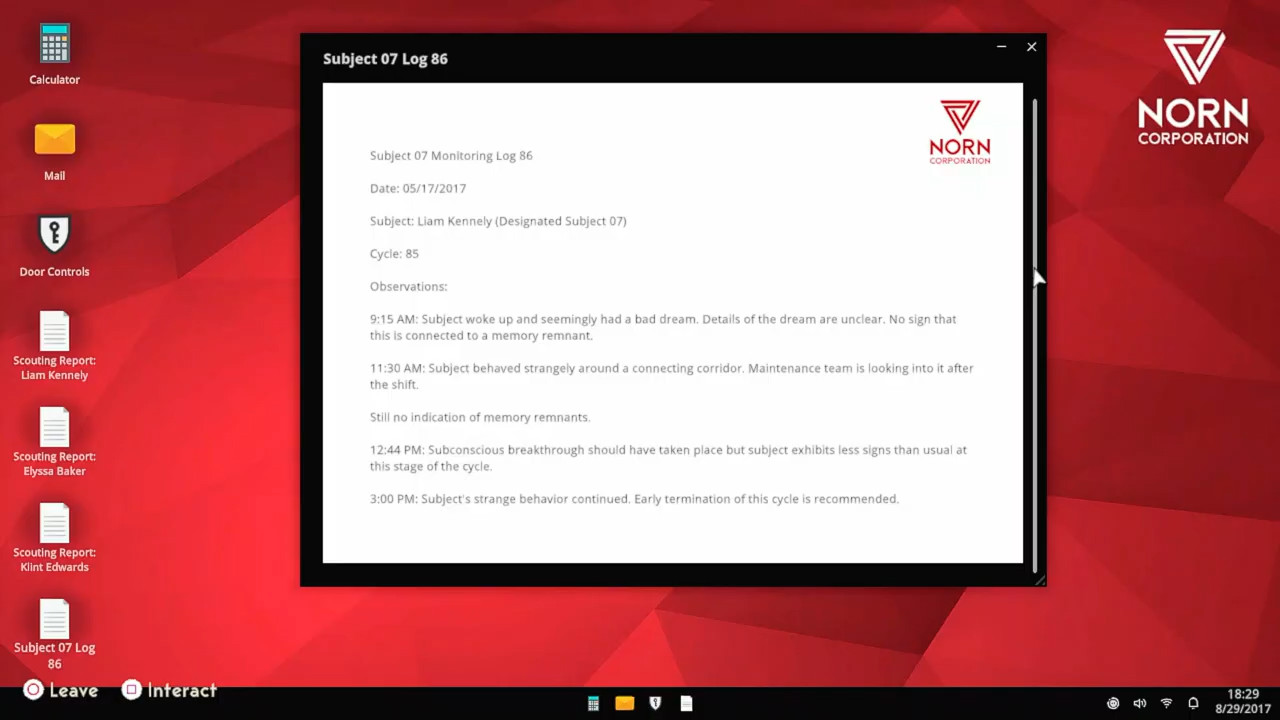 Calculator
Mail
Door Controls
Scouting Report:
Liam Kennely
Scouting Report:
Elyssa Baker
Scouting Report:
Klint Edwards
Subject 07 Log
86
Leave
Interact
Subject 07 Log 86
NORN
CORPORATION
Subject 07 Monitoring Log 86
Date: 05/17/2017
Subject: Liam Kennely (Designated Subject 07)
Cycle: 85
Observations:
9:15 AM: Subject woke up and seemingly had a bad dream. Details of the dream are unclear. No sign that
this is connected to a memory remnant.
11:30 AM: Subject behaved strangely around a connecting corridor. Maintenance team is looking into it after
the shift.
Still no indication of memory remnants.
12:44 PM: Subconscious breakthrough should have taken place but subject exhibits less signs than usual at
this stage of the cycle.
3:00 PM: Subject's strange behavior continued. Early termination of this cycle is recommended.
NORN
CORPORATION
18:29
8/29/2017